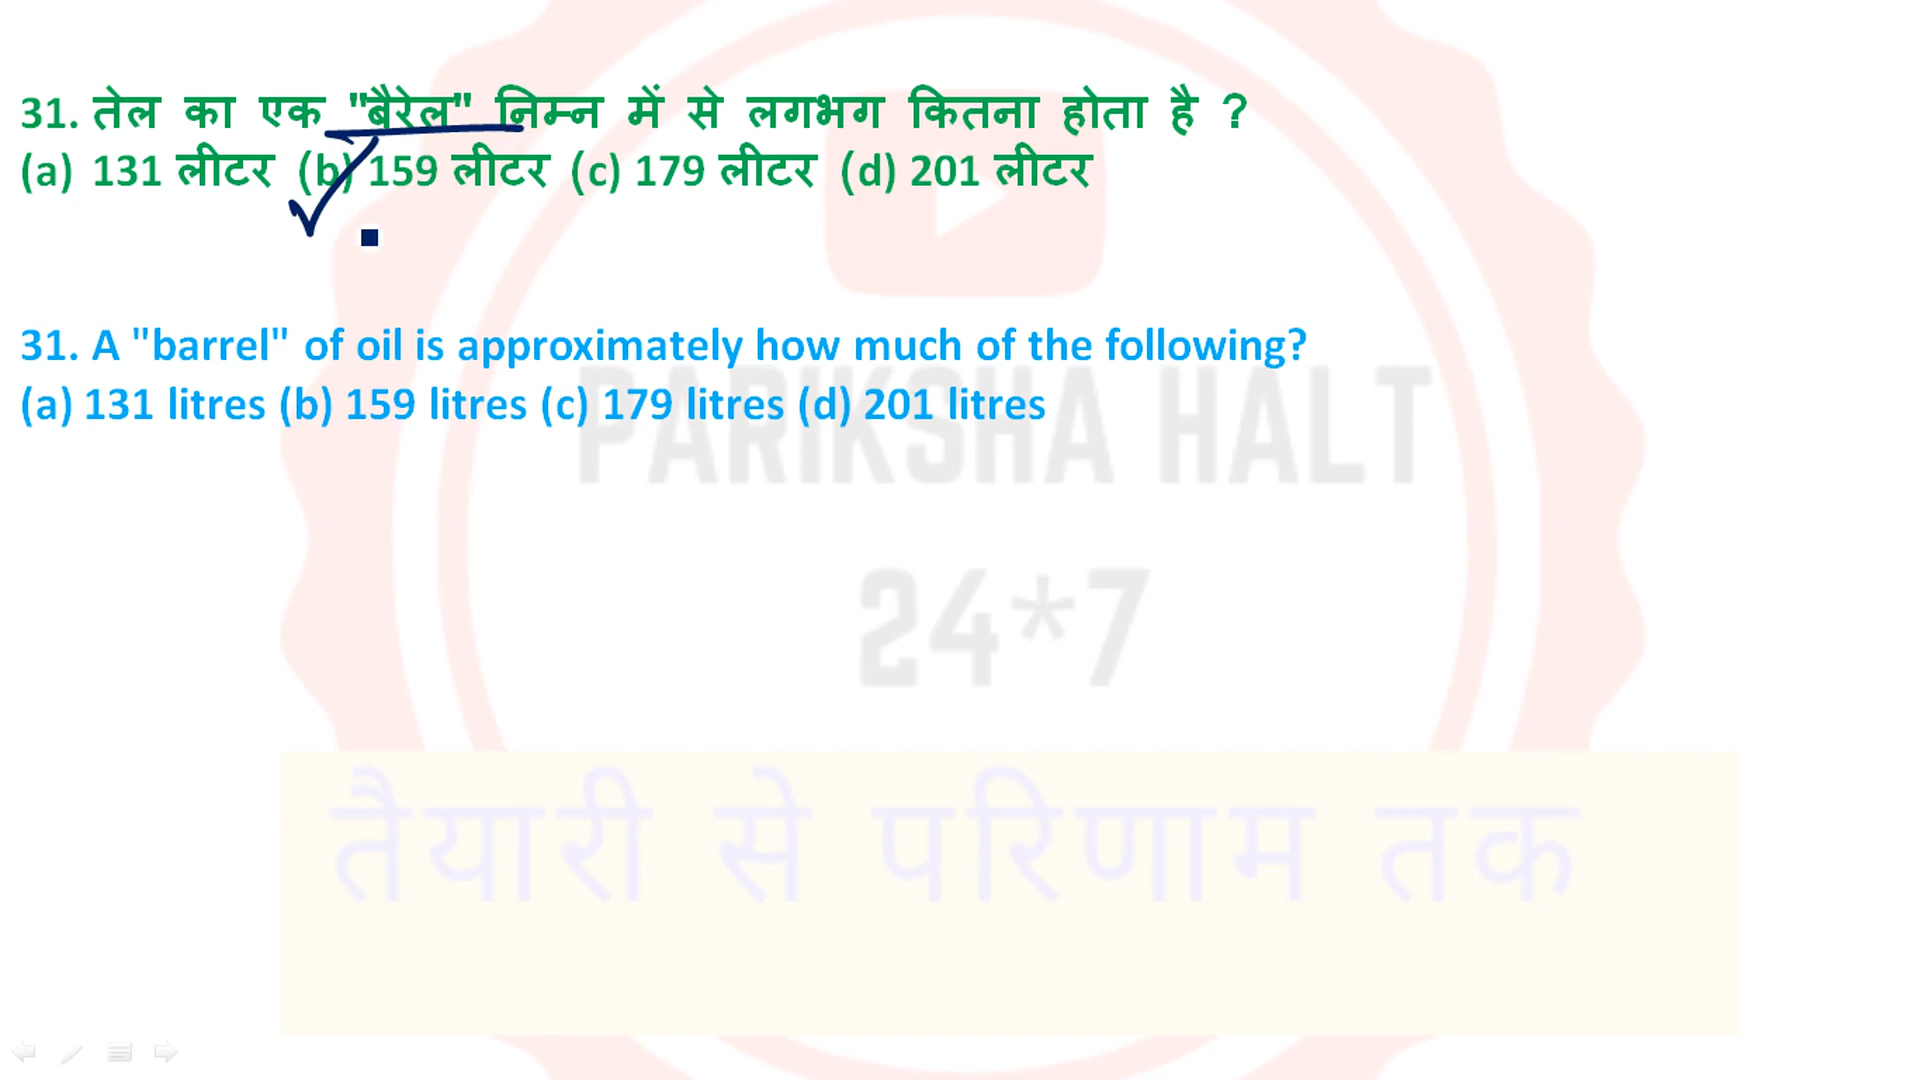 31. तेल का एक "बैरेल" निम्न में से लगभग कितना होता है ?
(a) 131 लीटर (b) 159 लीटर (c) 179 लीटर (d) 201 लीटर
31. A "barrel" of oil is approximately how much of the following?
(a) 131 litres (b) 159 litres (c) 179 litres (d) 201 litres
PARIKSHA HALT
24*7
तैयारी से परिणाम तक